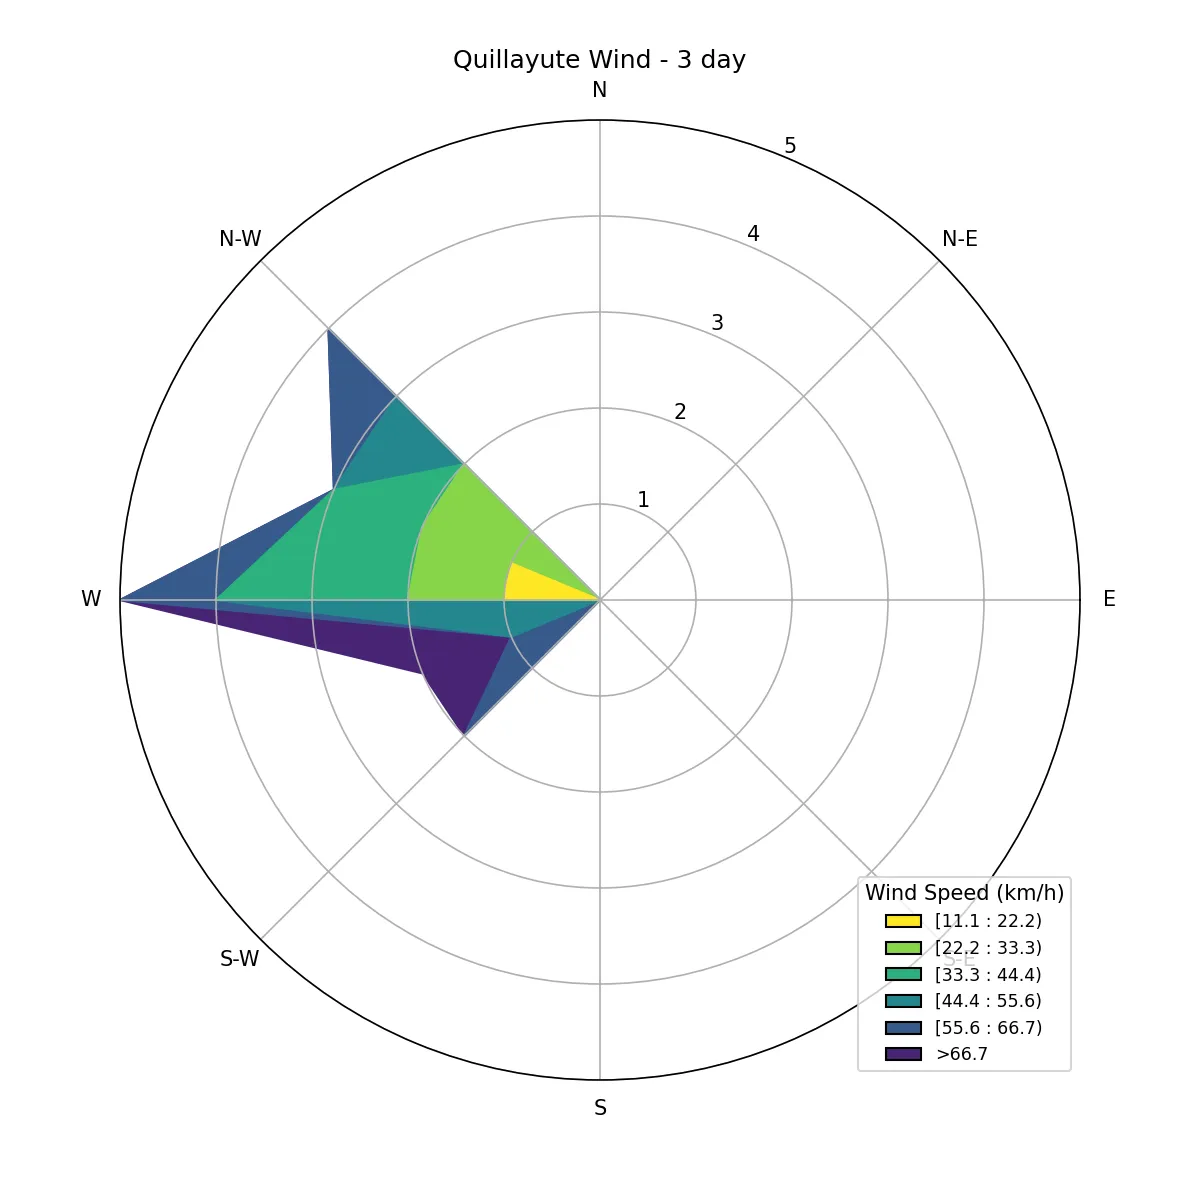 Quillayute Wind - 3 day
N
5
N-W
4
N-E
3
2
1
W
E
S-W
S-E
Wind Speed (km/h)
[11.1 : 22.2)
[22.2 : 33.3)
[33.3 : 44.4)
[44.4 : 55.6)
[55.6 : 66.7)
>66.7
S